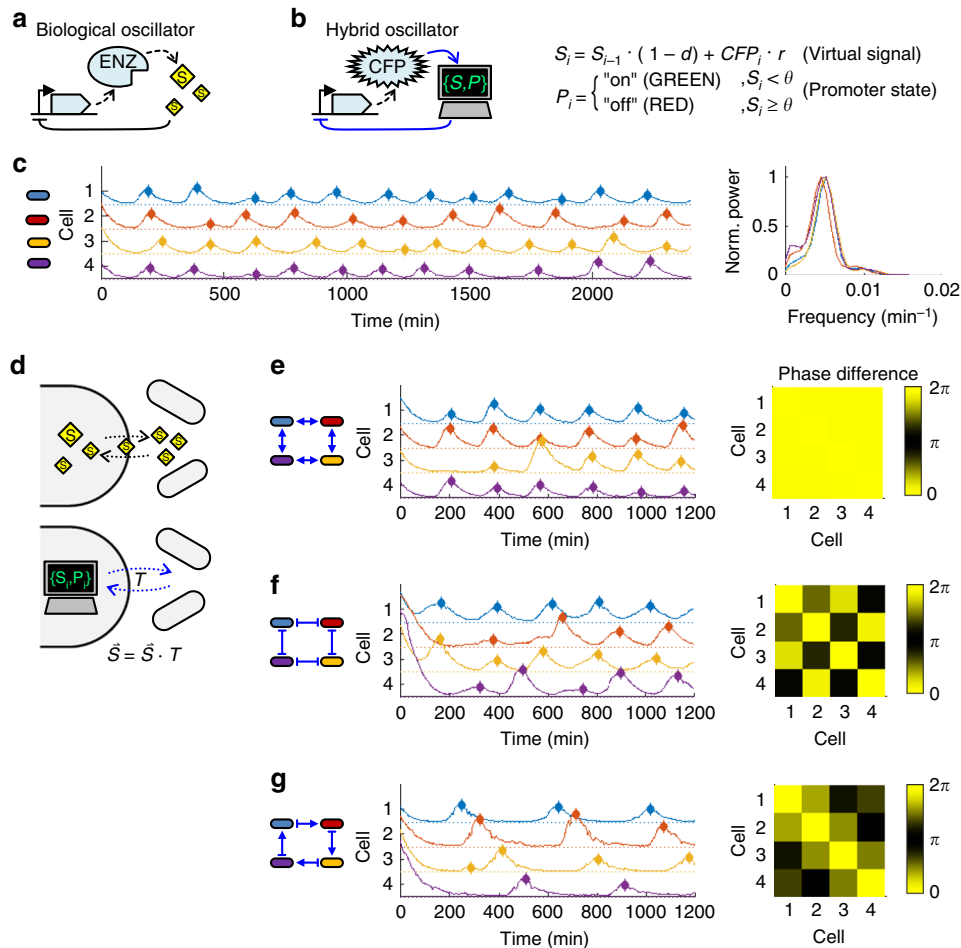 a
Biological oscillator
ENZ
S
S
S
b
Hybrid oscillator
CFP
{S,P}
S_i = S_{i–1} · ( 1 – d ) + CFP_i · r (Virtual signal)
P_i = { "on" (GREEN) ,S_i < θ
"off" (RED) ,S_i ≥ θ
(Promoter state)
c
Cell
1
2
3
4
0 500 1000 1500 2000
Time (min)
Norm. power
1
0.5
0
0 0.01 0.02
Frequency (min⁻¹)
d
S
S
S
S
S
S
S
{S_i,P_i}
T
Ŝ = Ŝ · T
e
Cell
1
2
3
4
0 200 400 600 800 1000 1200
Time (min)
Phase difference
Cell
1
2
3
4
1 2 3 4
Cell
2π
π
0
f
Cell
1
2
3
4
0 200 400 600 800 1000 1200
Time (min)
Cell
1
2
3
4
1 2 3 4
Cell
2π
π
0
g
Cell
1
2
3
4
0 200 400 600 800 1000 1200
Time (min)
Cell
1
2
3
4
1 2 3 4
Cell
2π
π
0